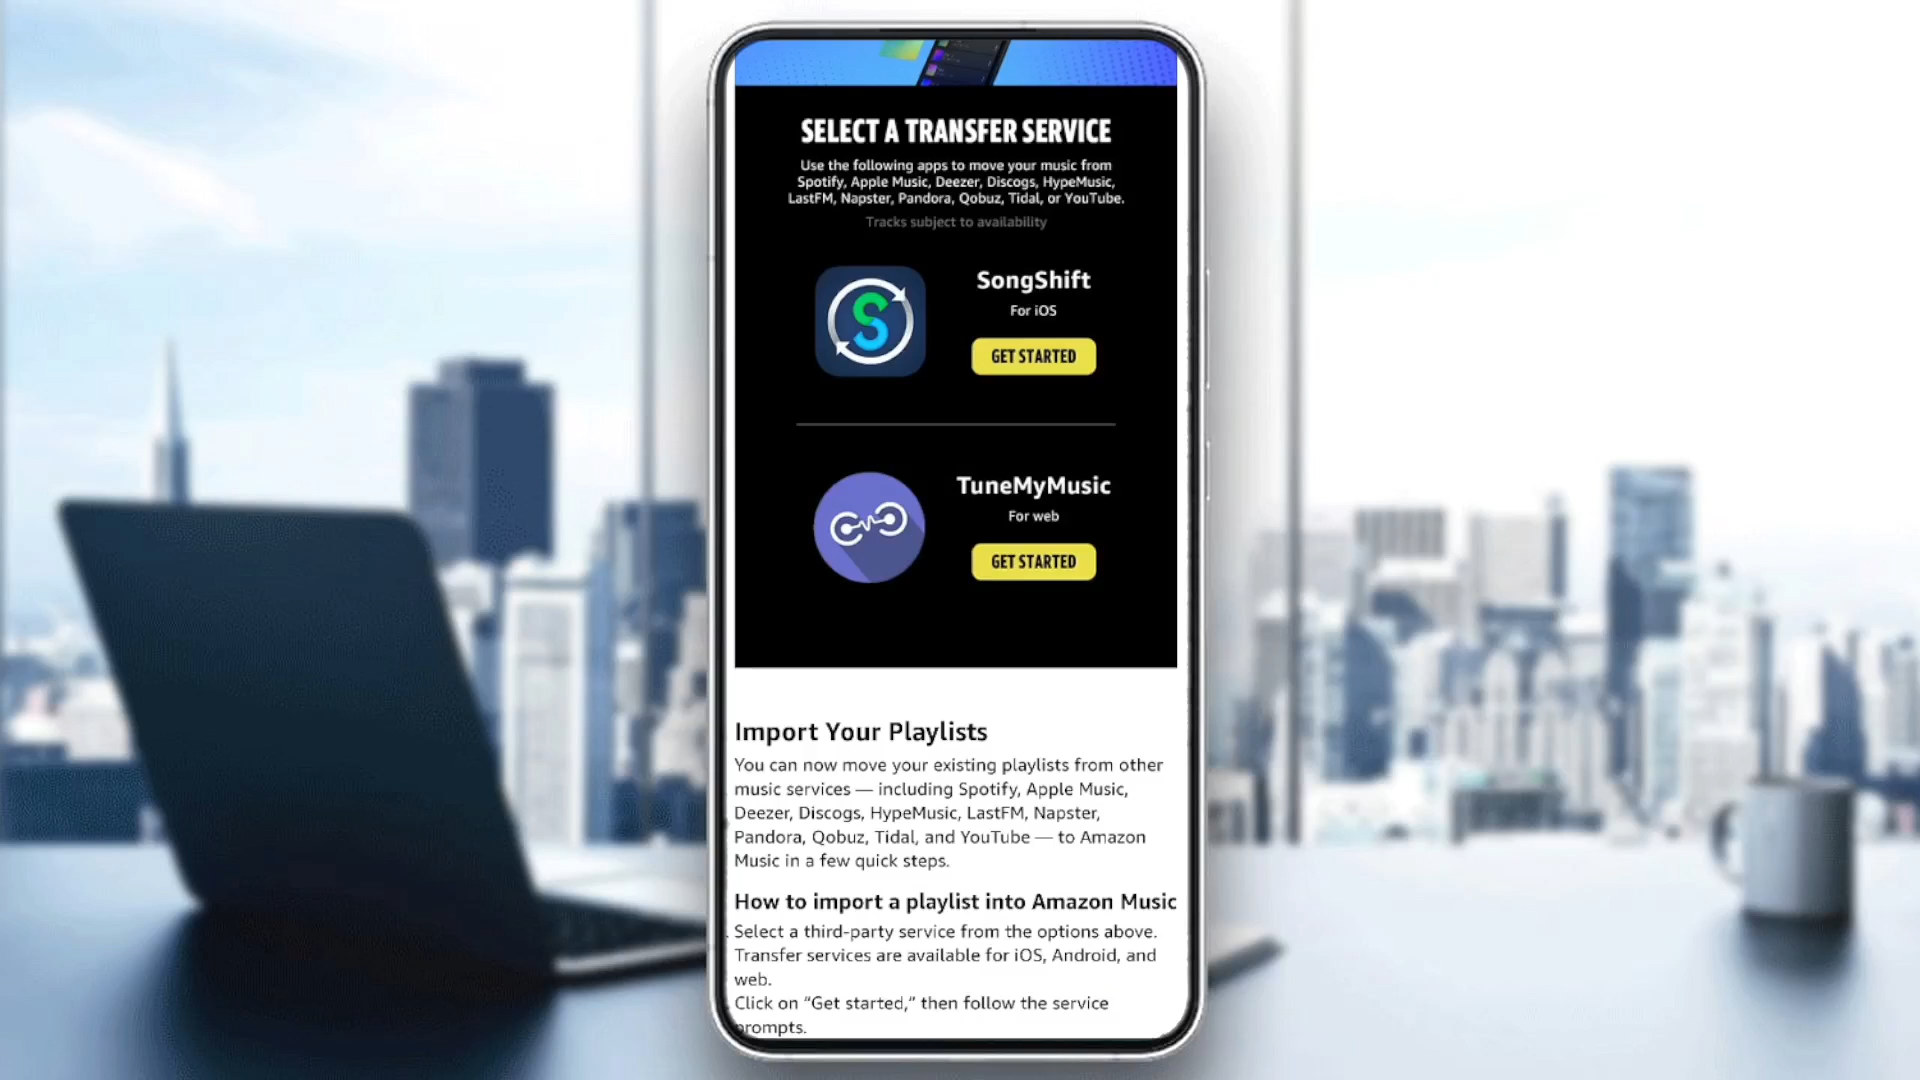 SELECT A TRANSFER SERVICE
Use the following apps to move your music from
Spotify, Apple Music, Deezer, Discogs, HypeMusic,
LastFM, Napster, Pandora, Qobuz, Tidal, or YouTube.
Tracks subject to availability
SongShift
For iOS
GET STARTED
TuneMyMusic
For web
GET STARTED
Import Your Playlists
You can now move your existing playlists from other
music services — including Spotify, Apple Music,
Deezer, Discogs, HypeMusic, LastFM, Napster,
Pandora, Qobuz, Tidal, and YouTube — to Amazon
Music in a few quick steps.
How to import a playlist into Amazon Music
Select a third-party service from the options above.
Transfer services are available for iOS, Android, and
web.
Click on “Get started,” then follow the service
prompts.